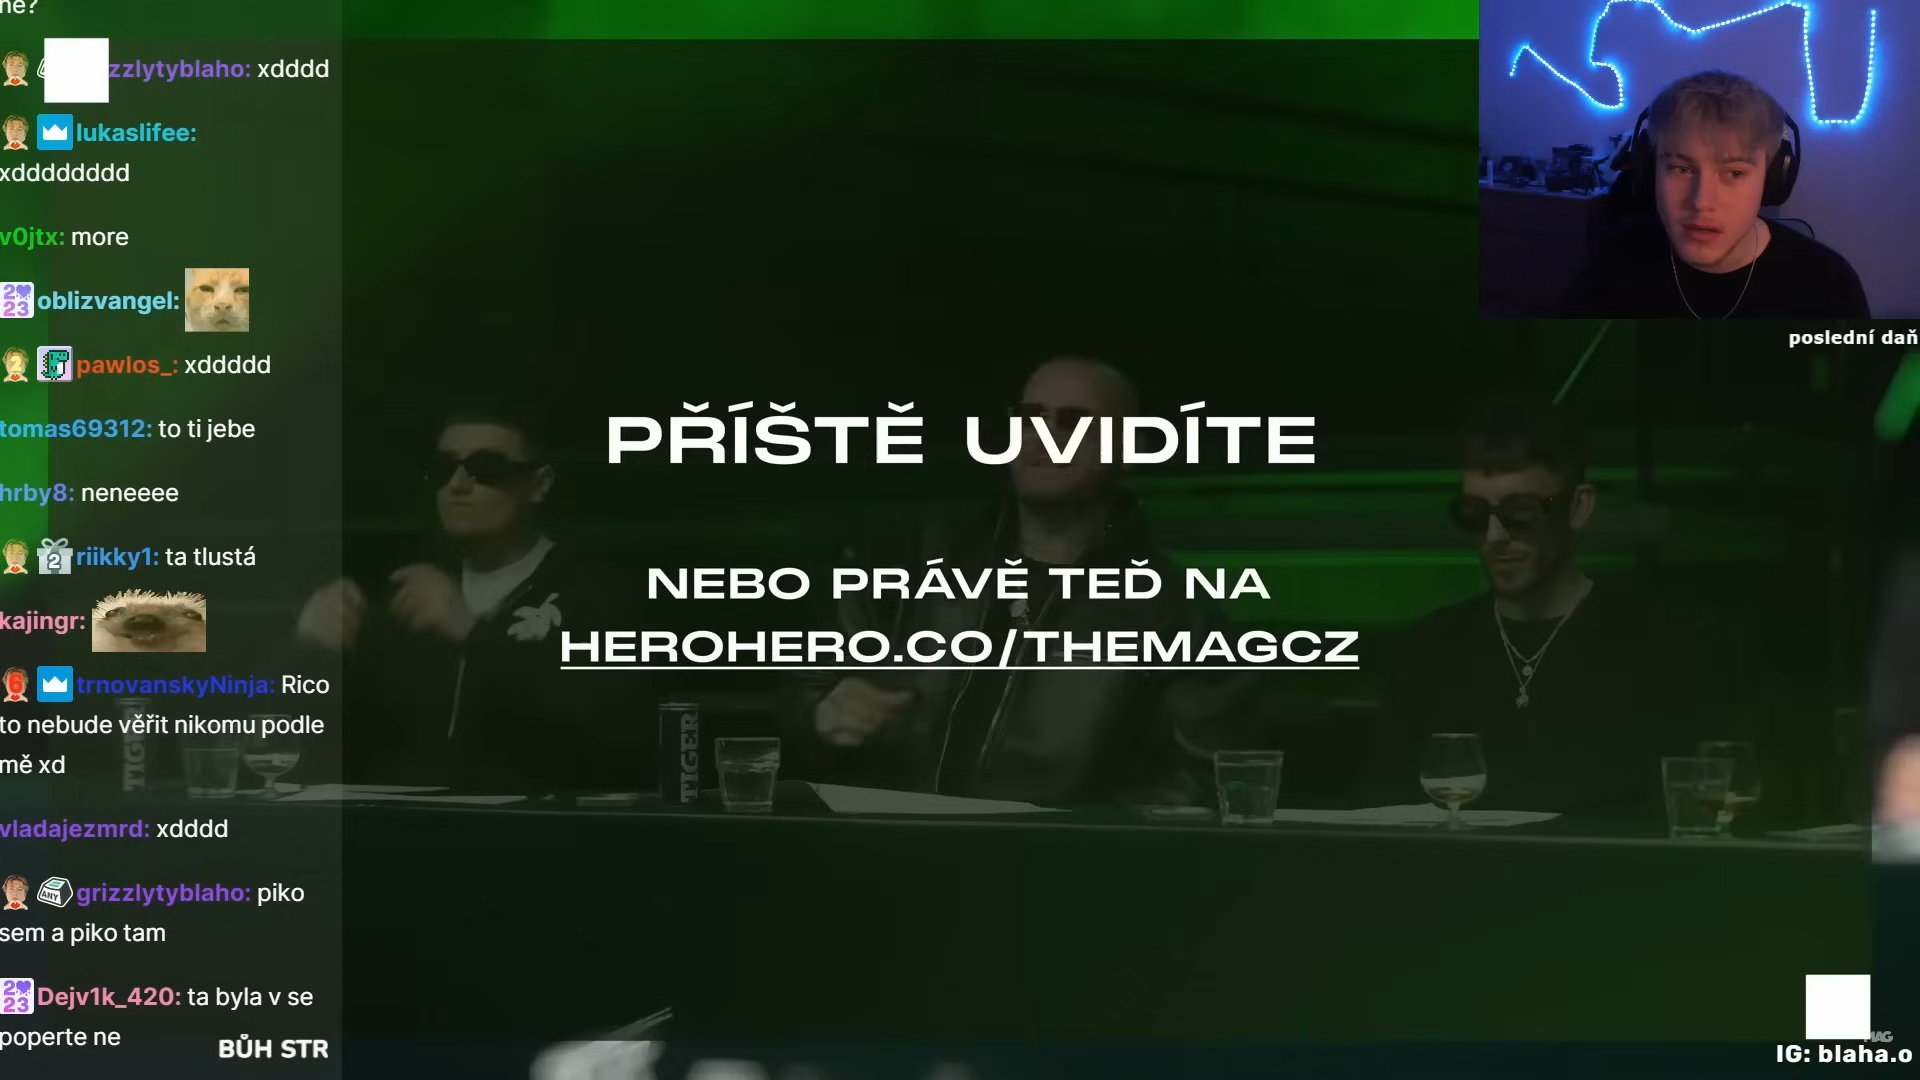 ne?
zzlytyblaho: xdddd
lukaslifee:
xdddddddd
v0jtx: more
oblizvangel:
pawlos_: xddddd
tomas69312: to ti jebe
hrby8: neneeee
riikky1: ta tlustá
kajingr:
trnovanskyNinja: Rico
to nebude věřit nikomu podle
mě xd
vladajezmrd: xdddd
grizzlytyblaho: piko
sem a piko tam
Dejv1k_420: ta byla v se
poperte ne
BŮH STR
PŘÍŠTĚ UVIDÍTE
NEBO PRÁVĚ TEĎ NA
HEROHERO.CO/THEMAGCZ
TIGER
TIGER
poslední daň
MAG
IG: blaha.o